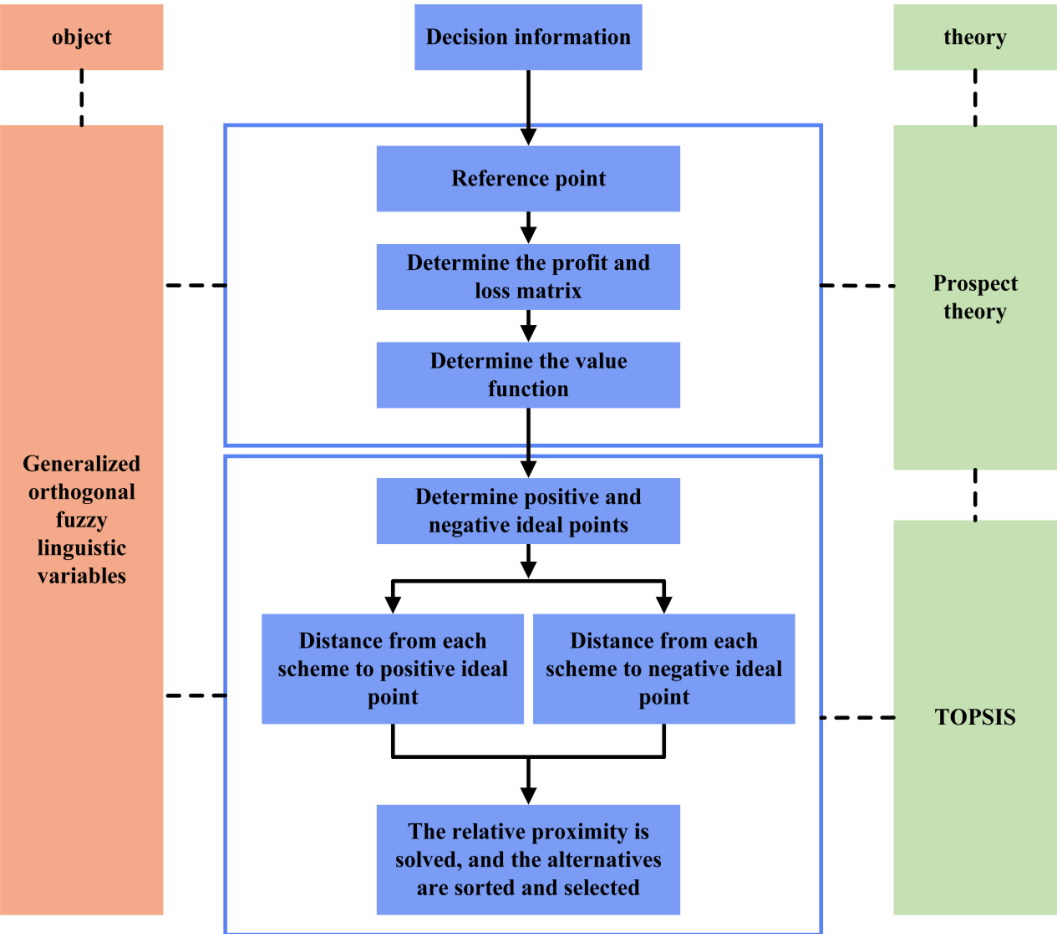 object
Decision information
theory
Reference point
Determine the profit and
loss matrix
Prospect
theory
Determine the value
function
Generalized
orthogonal
fuzzy
linguistic
variables
Determine positive and
negative ideal points
Distance from each
scheme to positive ideal
point
Distance from each
scheme to negative ideal
point
TOPSIS
The relative proximity is
solved, and the alternatives
are sorted and selected